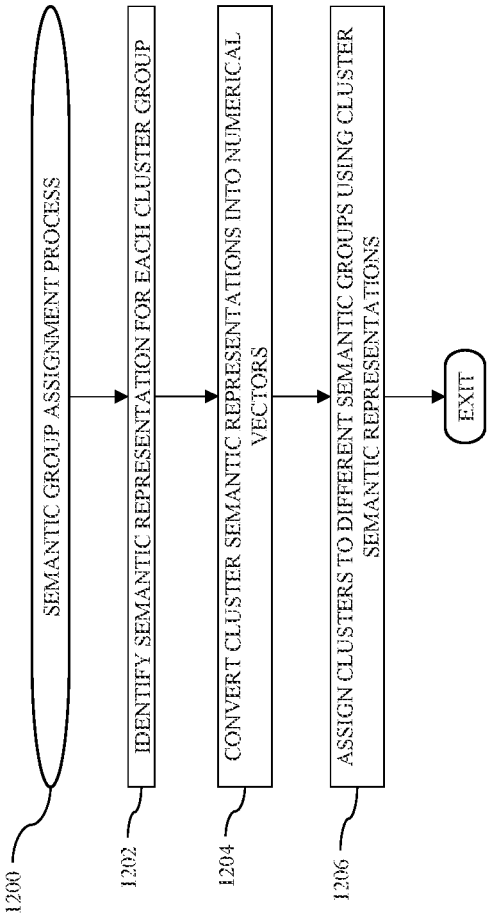 SEMANTIC GROUP ASSIGNMENT PROCESS
1200
IDENTIFY SEMANTIC REPRESENTATION FOR EACH CLUSTER GROUP
1202
CONVERT CLUSTER SEMANTIC REPRESENTATIONS INTO NUMERICAL
VECTORS
1204
ASSIGN CLUSTERS TO DIFFERENT SEMANTIC GROUPS USING CLUSTER
SEMANTIC REPRESENTATIONS
1206
EXIT